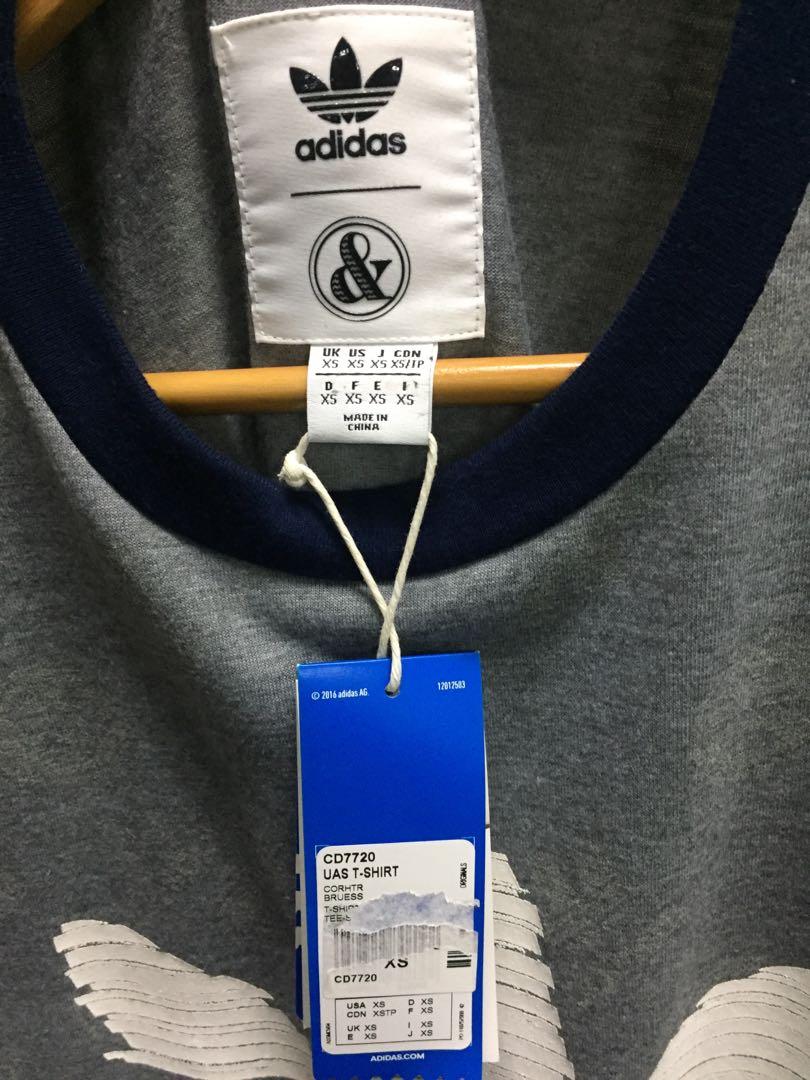 adidas
&
UK US J CDN
XS XS XS XS/TP
D F E I
XS XS XS XS
MADE IN
CHINA
© 2016 adidas AG.
12012503
CD7720
UAS T-SHIRT
ORIGINALS
CORHTR
BRUESS
XS
CD7720
USA XS D XS
CDN XSTP F XS
UK XS I XS
E XS J XS
ADIDAS.COM